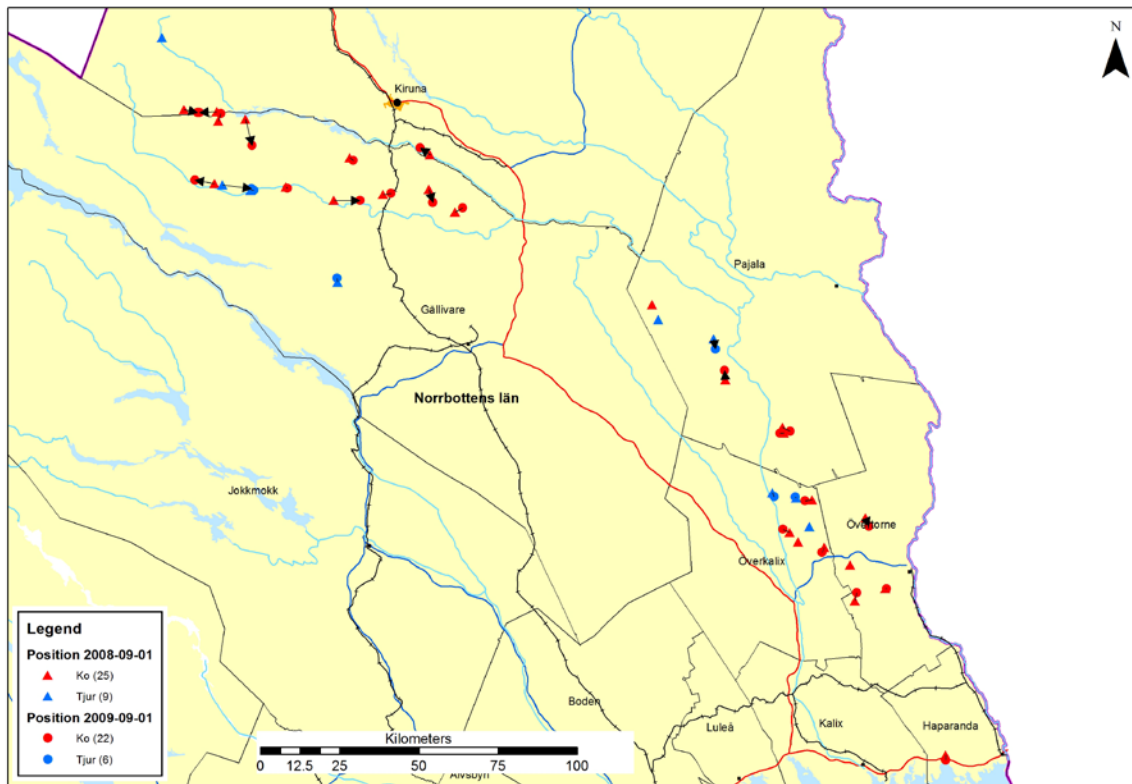 N
Kiruna
Pajala
Gällivare
Norrbottens län
Jokkmokk
Övertorne
Överkalix
Boden
Luleå
Kalix
Haparanda
Älvsbyn
Legend
Position 2008-09-01
Ko (25)
Tjur (9)
Position 2009-09-01
Ko (22)
Tjur (6)
Kilometers
0 12.5 25 50 75 100